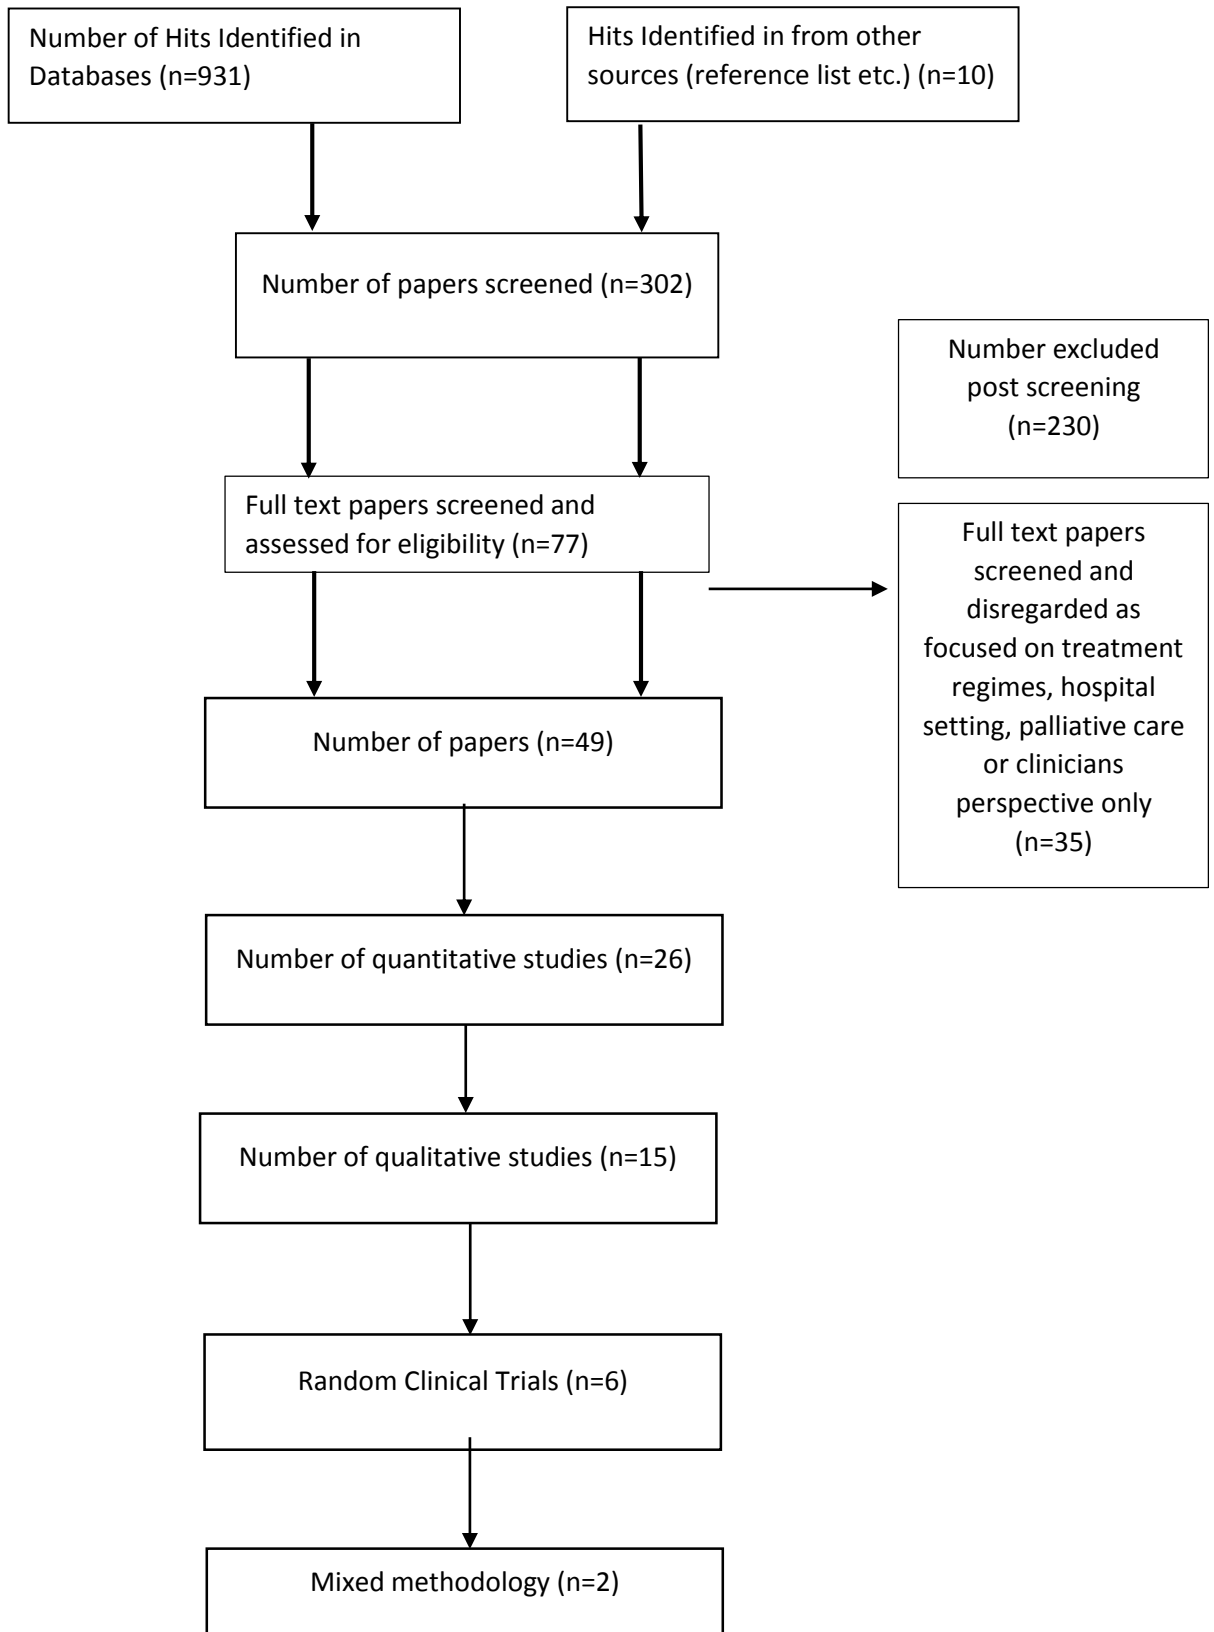 Number of Hits Identified in
Databases (n=931)
Hits Identified in from other
sources (reference list etc.) (n=10)
Number of papers screened (n=302)
Number excluded
post screening
(n=230)
Full text papers screened and
assessed for eligibility (n=77)
Full text papers
screened and
disregarded as
focused on treatment
regimes, hospital
setting, palliative care
or clinicians
perspective only
(n=35)
Number of papers (n=49)
Number of quantitative studies (n=26)
Number of qualitative studies (n=15)
Random Clinical Trials (n=6)
Mixed methodology (n=2)